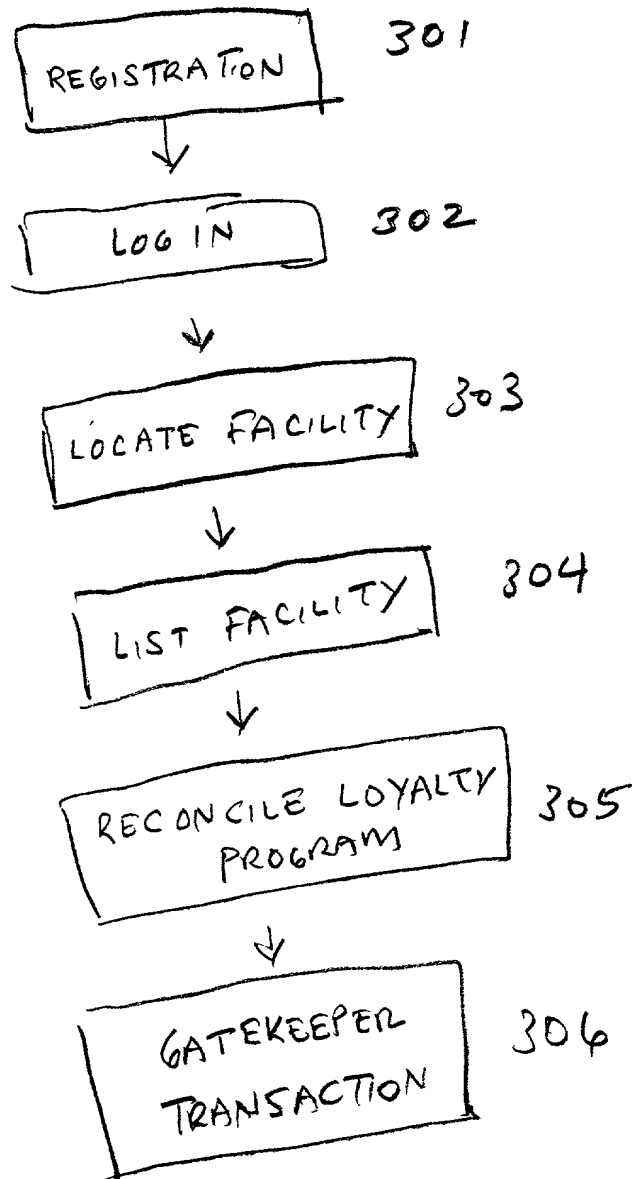 REGISTRATION 301
LOG IN 302
LOCATE FACILITY 303
LIST FACILITY 304
RECONCILE LOYALTY 305
PROGRAM
GATEKEEPER 306
TRANSACTION